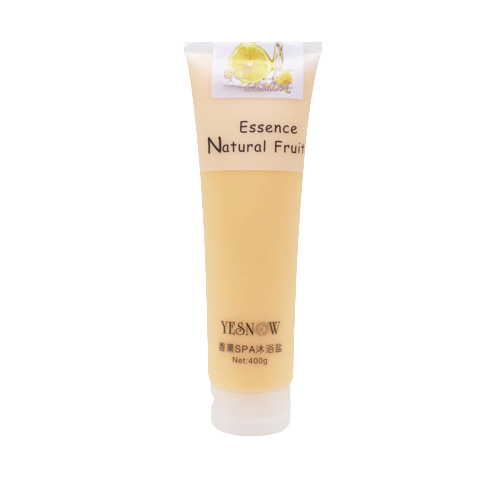 Essence
Natural Fruit
YESNOW
香薰SPA沐浴盐
Net:400g